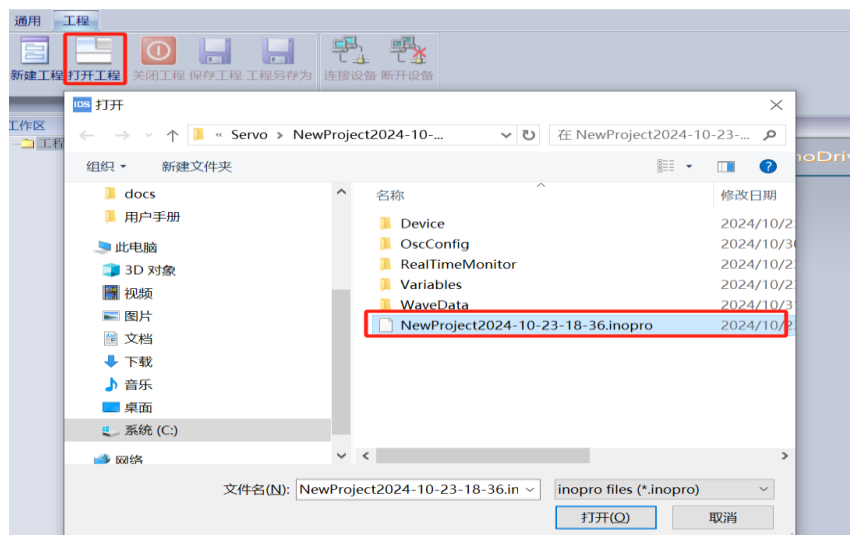 通用 工程
新建工程 打开工程 关闭工程 保存工程 工程另存为 连接设备 断开设备
工作区
工程
IDS 打开
« Servo › NewProject2024-10-... 在 NewProject2024-10-23-...
组织 新建文件夹
名称 修改日期
docs
用户手册
此电脑
3D 对象
视频
图片
文档
下载
音乐
桌面
系统 (C:)
网络
Device 2024/10/2
OscConfig 2024/10/3
RealTimeMonitor 2024/10/2
Variables 2024/10/2
WaveData 2024/10/3
NewProject2024-10-23-18-36.inopro 2024/10/2
noDriv
文件名(N): NewProject2024-10-23-18-36.in inopro files (*.inopro)
打开(O) 取消